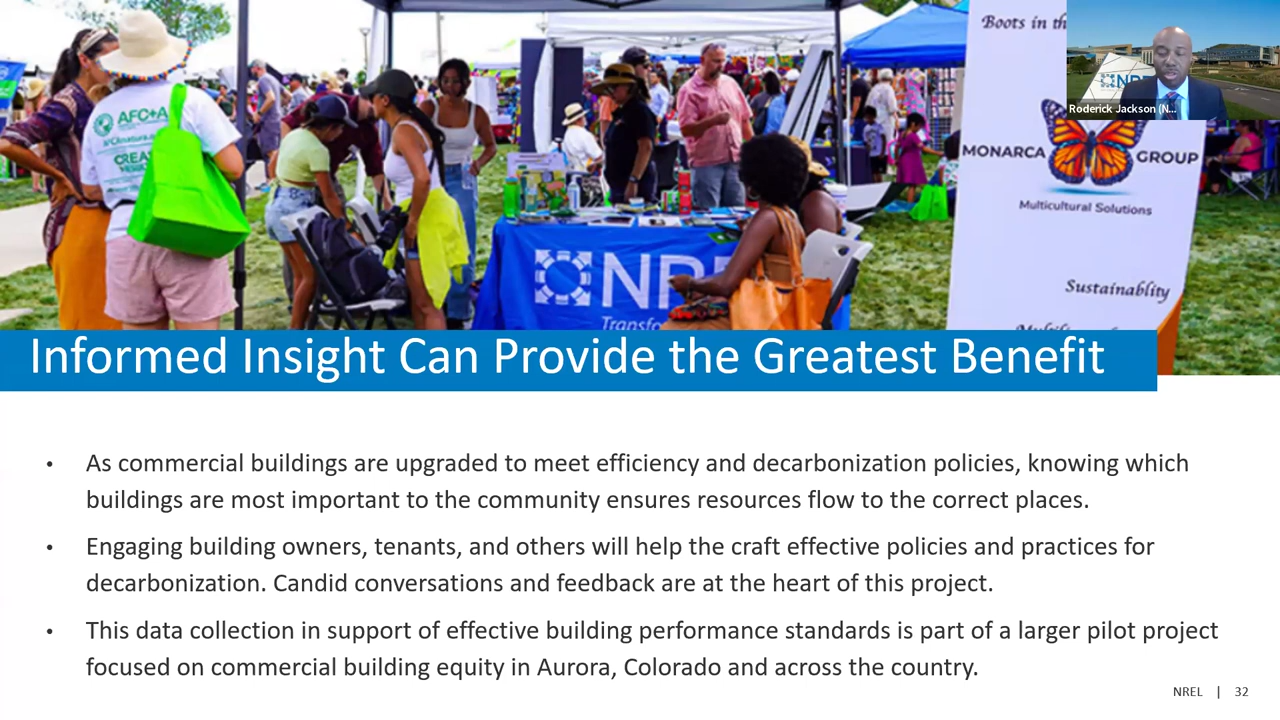 Boots in th
Roderick Jackson (N...
AFC+A
MONARCA GROUP
Multicultural Solutions
Sustainablity
NRE
Transfo
Informed Insight Can Provide the Greatest Benefit
• As commercial buildings are upgraded to meet efficiency and decarbonization policies, knowing which
buildings are most important to the community ensures resources flow to the correct places.
• Engaging building owners, tenants, and others will help the craft effective policies and practices for
decarbonization. Candid conversations and feedback are at the heart of this project.
• This data collection in support of effective building performance standards is part of a larger pilot project
focused on commercial building equity in Aurora, Colorado and across the country.
NREL | 32